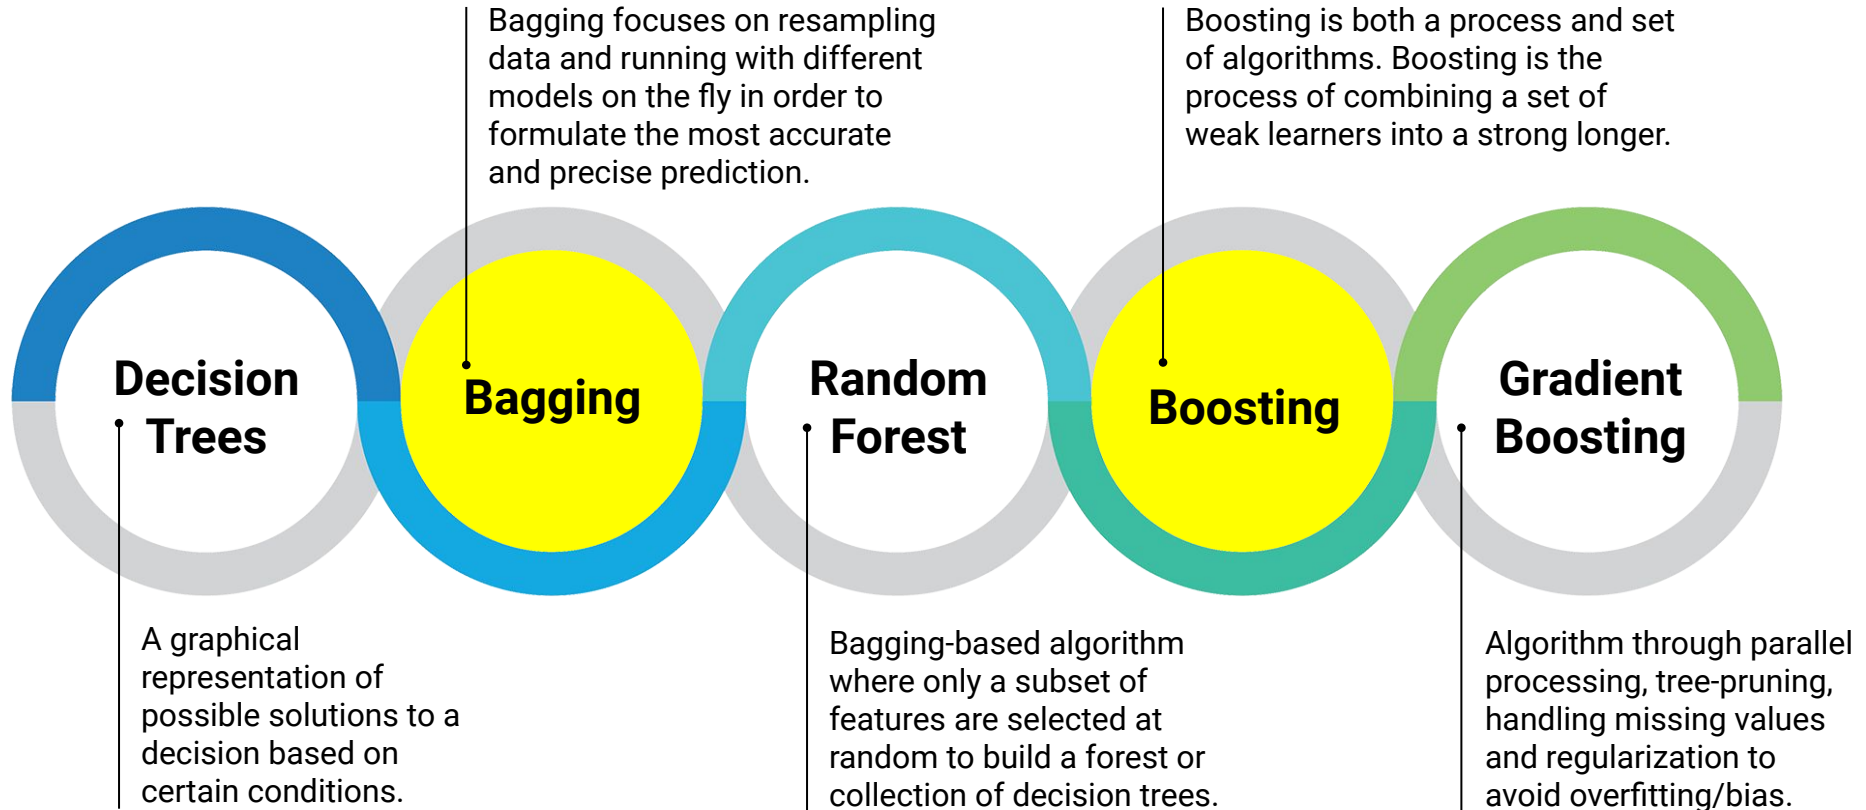 Bagging focuses on resampling
data and running with different
models on the fly in order to
formulate the most accurate
and precise prediction.
Boosting is both a process and set
of algorithms. Boosting is the
process of combining a set of
weak learners into a strong longer.
Decision
Trees
Bagging
Random
Forest
Boosting
Gradient
Boosting
A graphical
representation of
possible solutions to a
decision based on
certain conditions.
Bagging-based algorithm
where only a subset of
features are selected at
random to build a forest or
collection of decision trees.
Algorithm through parallel
processing, tree-pruning,
handling missing values
and regularization to
avoid overfitting/bias.